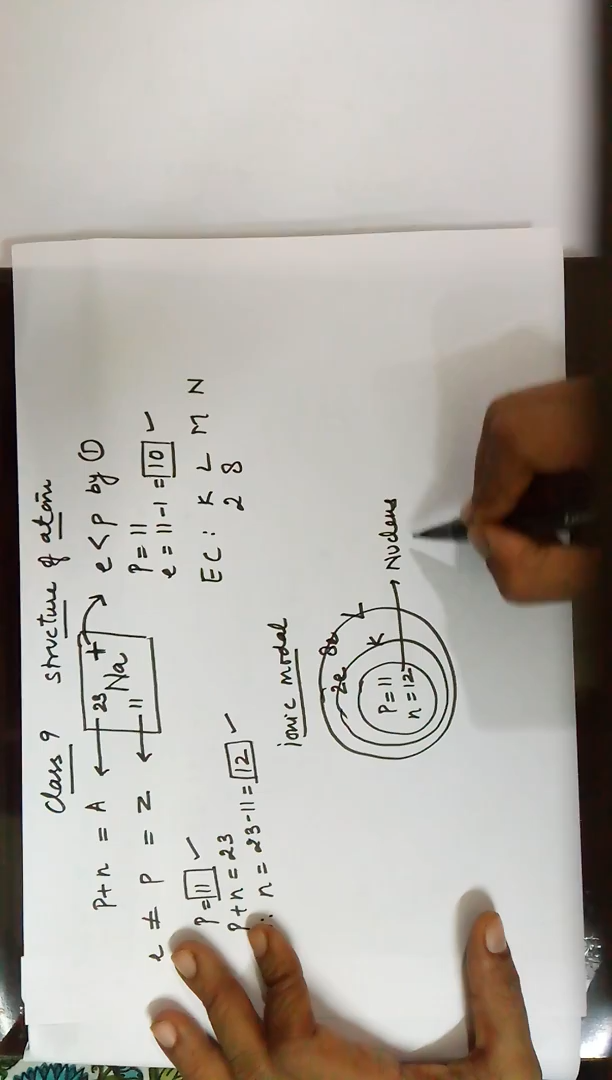 Class 9 structure of atom
P+n = A 23
Na +
e < p by ①
e ≠ P = Z 11
P = 11
e = 11-1 = 10 ✓
P = 11 ✓
EC : K L M N
2 8
P + n = 23
∴ n = 23-11 = 12 ✓
ionic modal
8e L
2e K
P = 11
n = 12
Nucleus